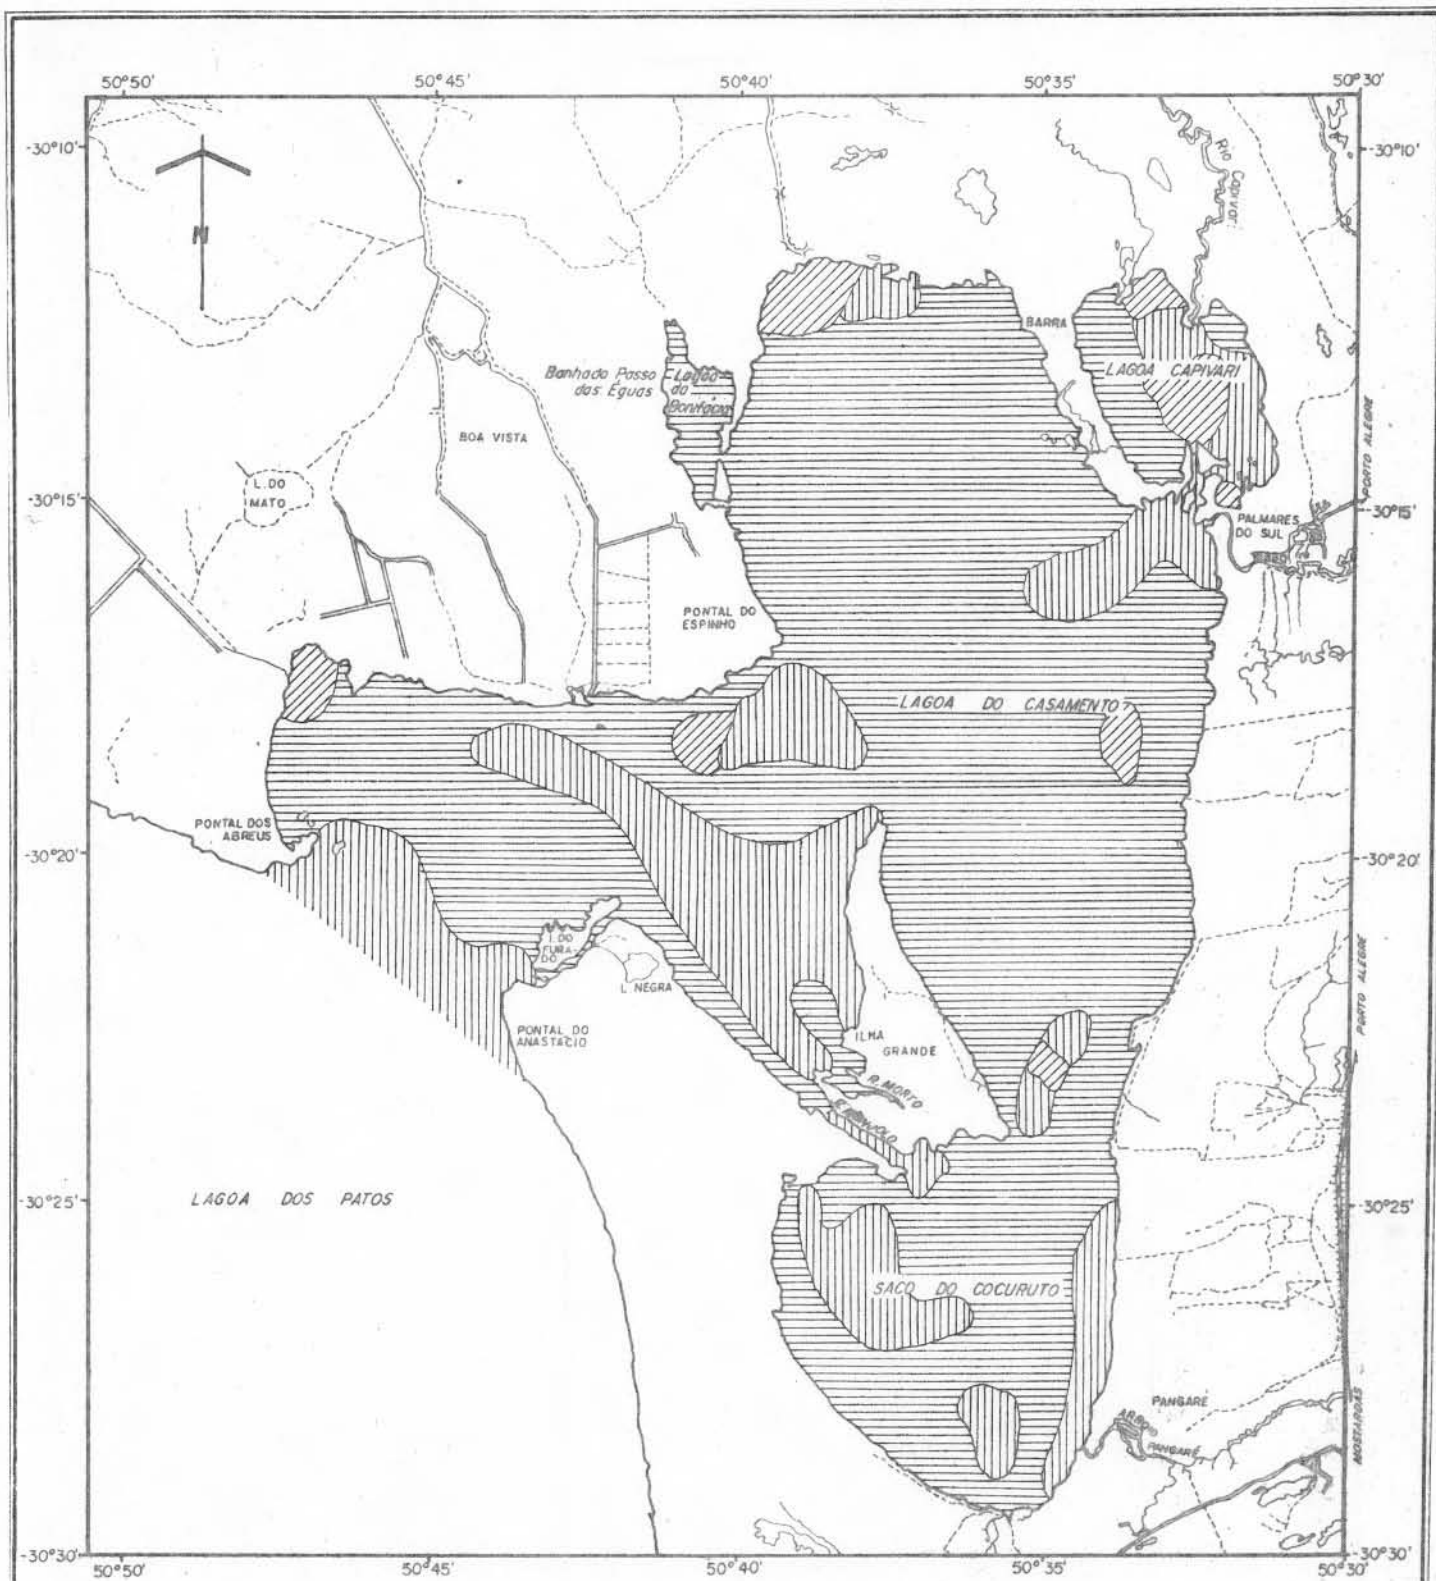 50°50'
50°45'
50°40'
50°35'
50°30'
-30°10'
-30°10'
N
Rio Capivari
BARRA
Banhado Passo das Éguas
Lagoa do Bonifácio
LAGOA CAPIVARI
BOA VISTA
L. DO MATO
PORTO ALEGRE
-30°15'
-30°15'
PALMARES DO SUL
PONTAL DO ESPINHO
LAGOA DO CASAMENTO
PONTAL DOS ABREUS
-30°20'
-30°20'
I. DO FURADO
L. NEGRA
PONTAL DO ANASTACIO
ILHA GRANDE
PORTO ALEGRE
R. MORTO
LAGOA DOS PATOS
-30°25'
-30°25'
SACO DO COCURUTO
PANGARÉ
ARROIO
PANGARÉ
MOSTARDAS
-30°30'
-30°30'
50°50'
50°45'
50°40'
50°35'
50°30'